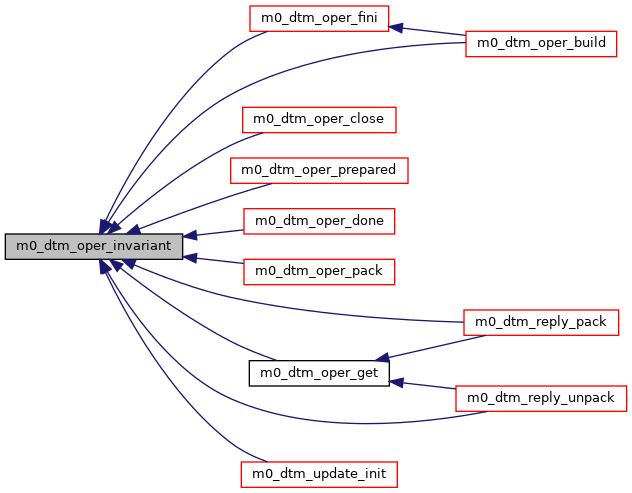 m0_dtm_oper_fini
m0_dtm_oper_build
m0_dtm_oper_close
m0_dtm_oper_prepared
m0_dtm_oper_done
m0_dtm_oper_invariant
m0_dtm_oper_pack
m0_dtm_reply_pack
m0_dtm_oper_get
m0_dtm_reply_unpack
m0_dtm_update_init